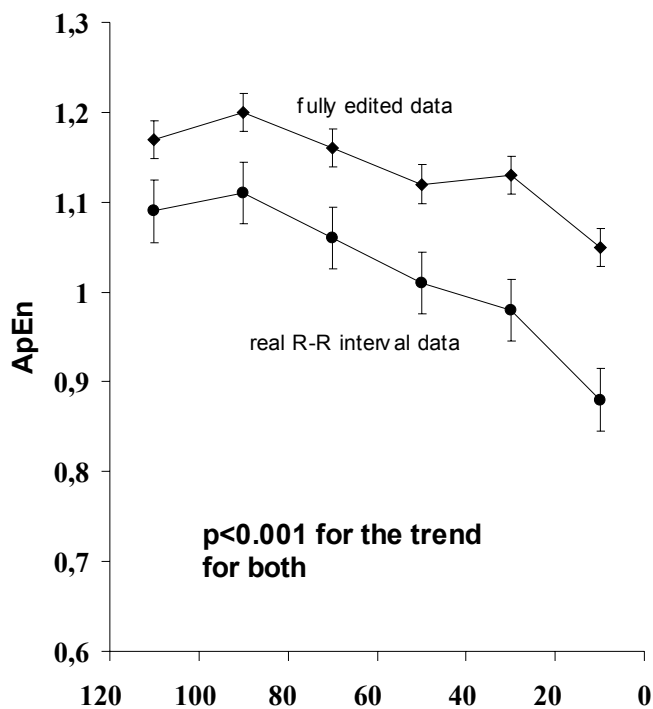 1,3
1,2
1,1
1
0,9
0,8
0,7
0,6
ApEn
fully edited data
real R-R interval data
p<0.001 for the trend
for both
120 100 80 60 40 20 0